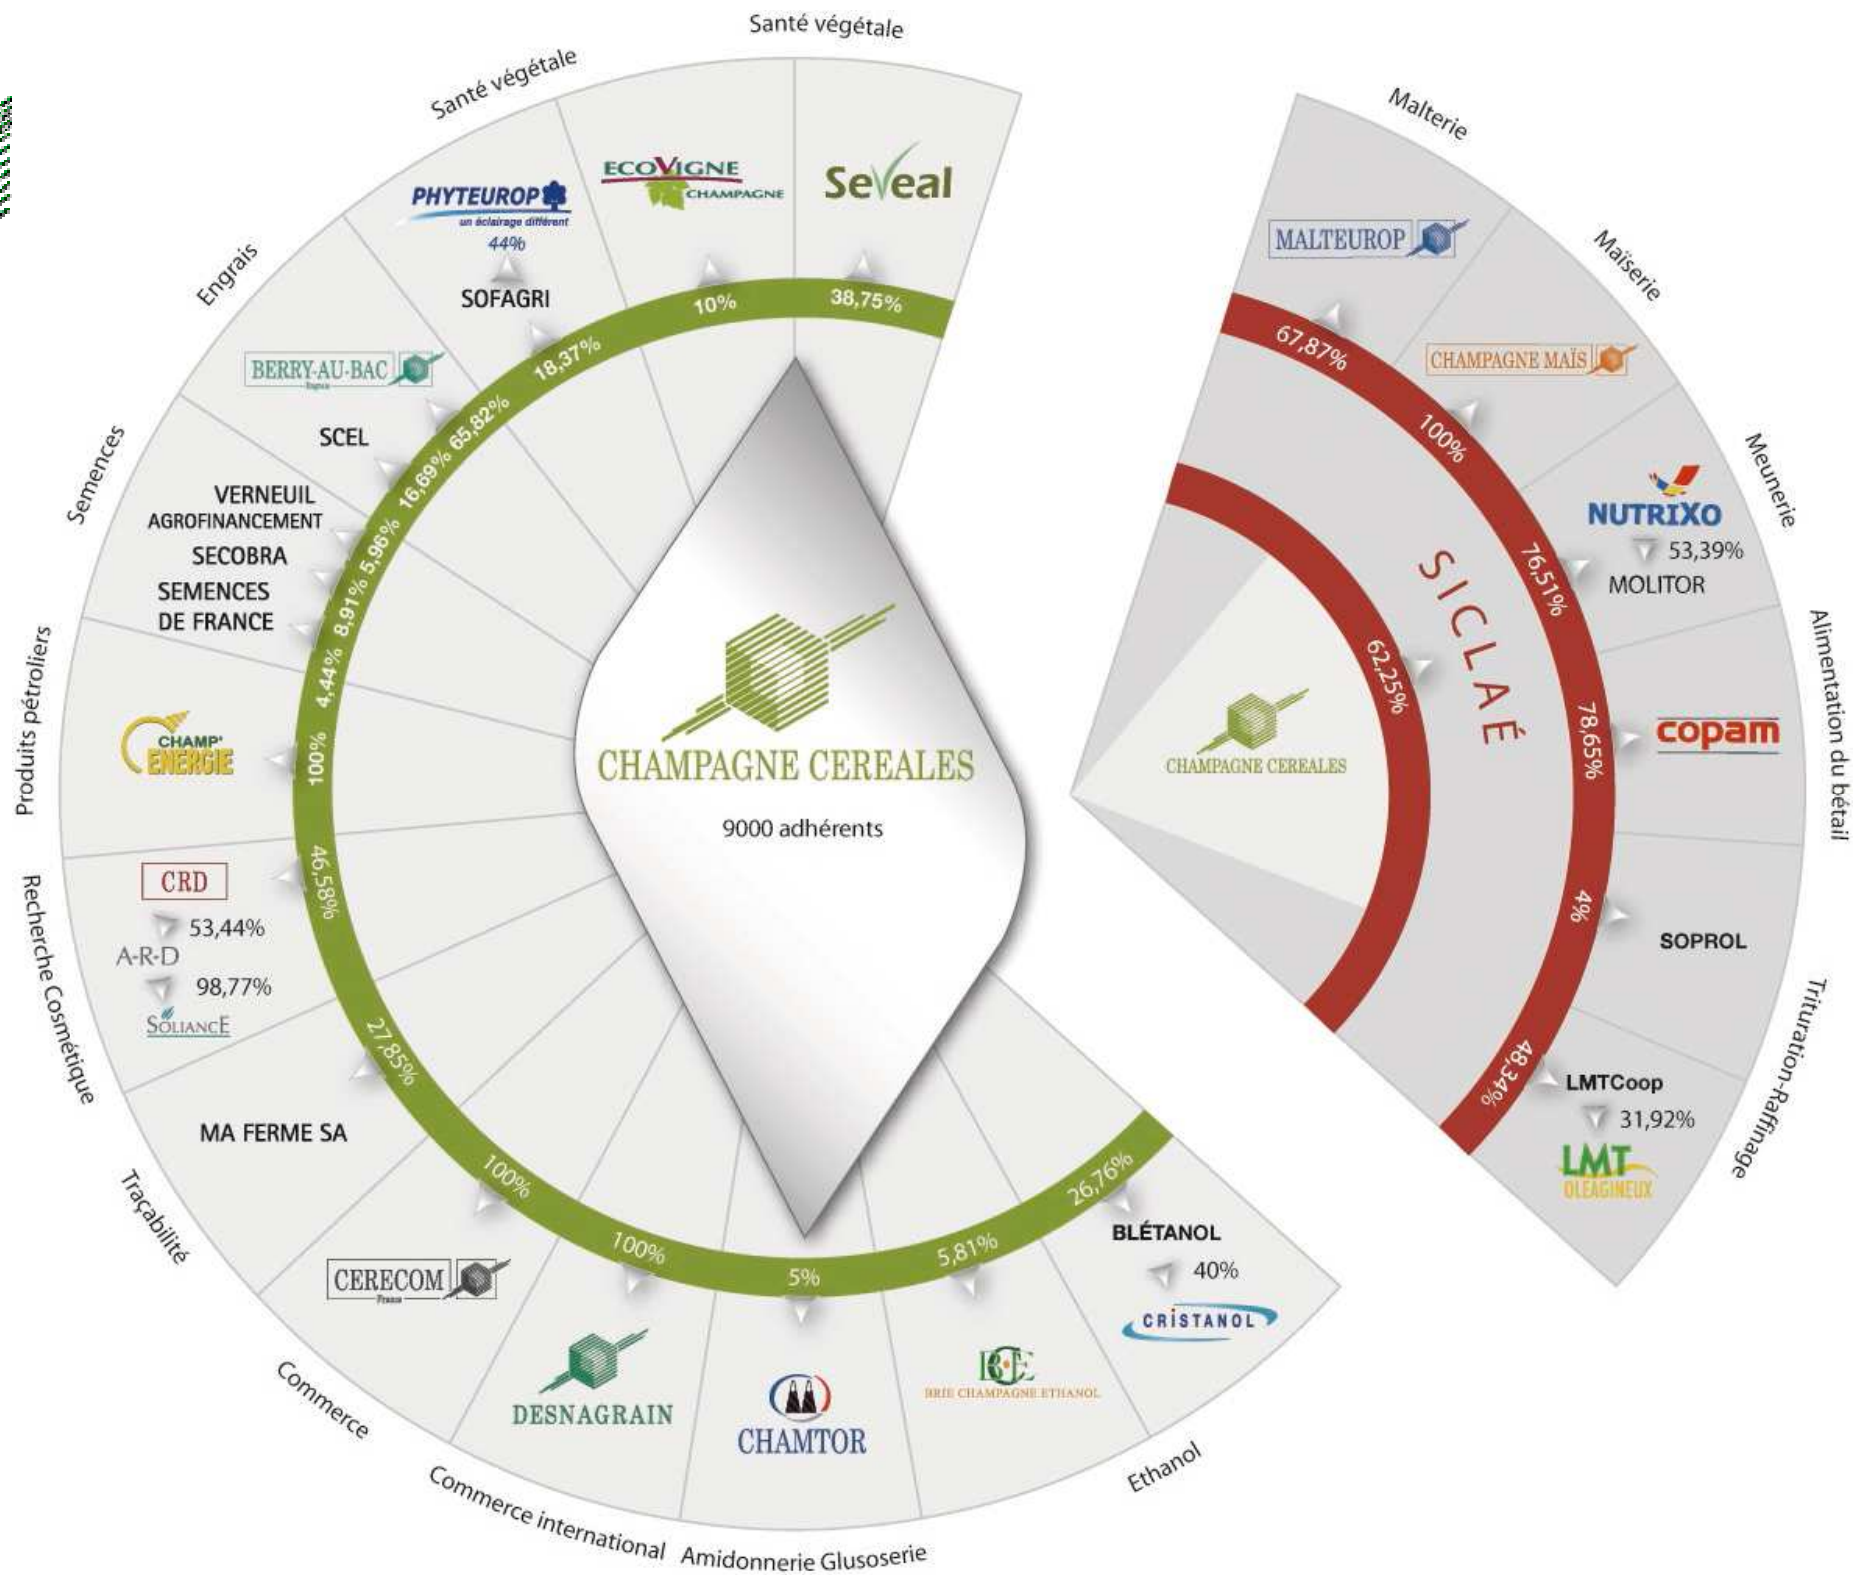 Santé végétale
SeVeal
38,75%
Santé végétale
ECOVIGNE
CHAMPAGNE
10%
PHYTEUROP
un éclairage différent
44%
SOFAGRI
18,37%
Engrais
BERRY-AU-BAC
65,82%
SCEL
16,69%
Semences
VERNEUIL
AGROFINANCEMENT
5,96%
SECOBRA
8,91%
SEMENCES
DE FRANCE
4,44%
Propinits pétroliers
CHAMP'
ENERGIE
100%
Recherche Cosmétique
CRD
46,58%
53,44%
A-R-D
98,77%
SOLIANCE
Traçabilité
MA FERME SA
27,85%
Commerce
CERECOM
France
100%
Commerce international
DESNAGRAIN
100%
Amidonnerie Glusoserie
CHAMTOR
5%
Ethanol
BCE
BRIE CHAMPAGNE ETHANOL
5,81%
26,76%
BLÉTANOL
40%
CRISTANOL
CHAMPAGNE CEREALES
9000 adhérents
Malterie
MALTEUROP
67,87%
Maïserie
CHAMPAGNE MAÏS
100%
Meunerie
NUTRIXO
53,39%
MOLITOR
76,51%
Alimentation du bétail
copam
78,65%
Trituration-Raffinage
SOPROL
4%
LMTCoop
48,34%
31,92%
LMT
OLEAGINEUX
SICLAÉ
62,25%
CHAMPAGNE CEREALES